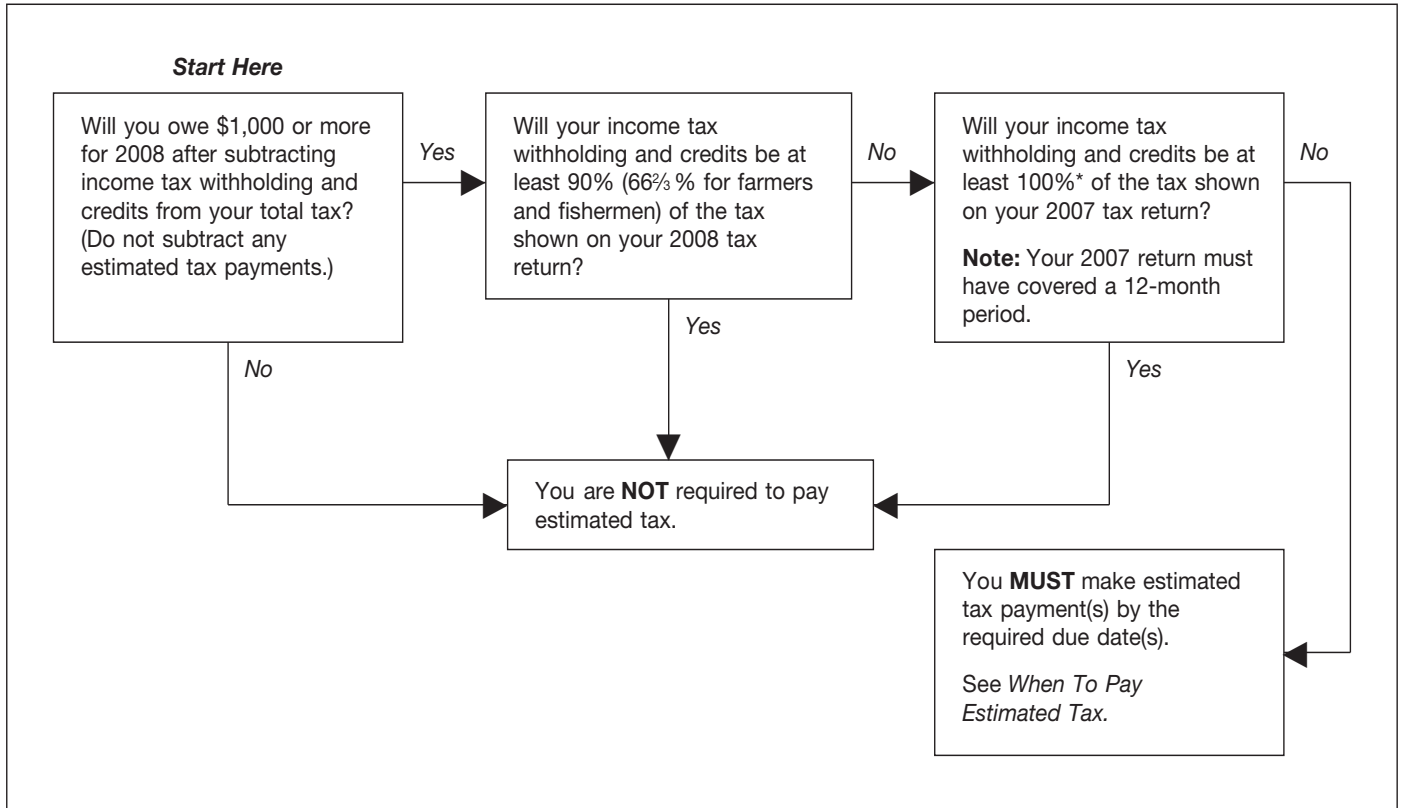 Start Here
Will you owe $1,000 or more
for 2008 after subtracting
income tax withholding and
credits from your total tax?
(Do not subtract any
estimated tax payments.)
Yes
No
Will your income tax
withholding and credits be at
least 90% (66⅔ % for farmers
and fishermen) of the tax
shown on your 2008 tax
return?
No
Yes
Will your income tax
withholding and credits be at
least 100%* of the tax shown
on your 2007 tax return?
Note: Your 2007 return must
have covered a 12-month
period.
No
Yes
You are NOT required to pay
estimated tax.
You MUST make estimated
tax payment(s) by the
required due date(s).
See When To Pay
Estimated Tax.